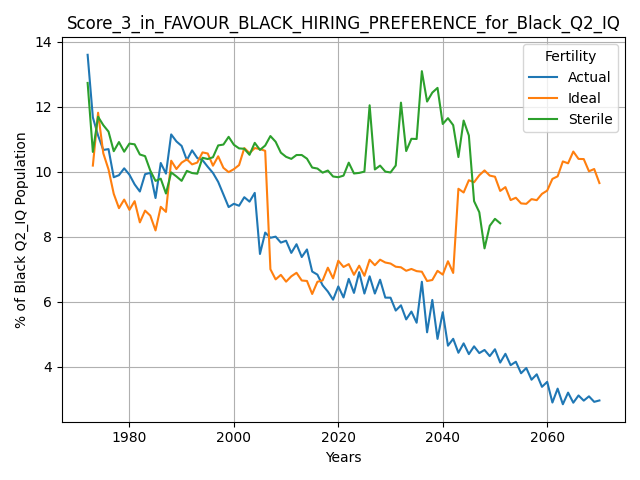 Score_3_in_FAVOUR_BLACK_HIRING_PREFERENCE_for_Black_Q2_IQ
Fertility
Actual
Ideal
Sterile
% of Black Q2_IQ Population
14
12
10
8
6
4
1980
2000
2020
2040
2060
Years